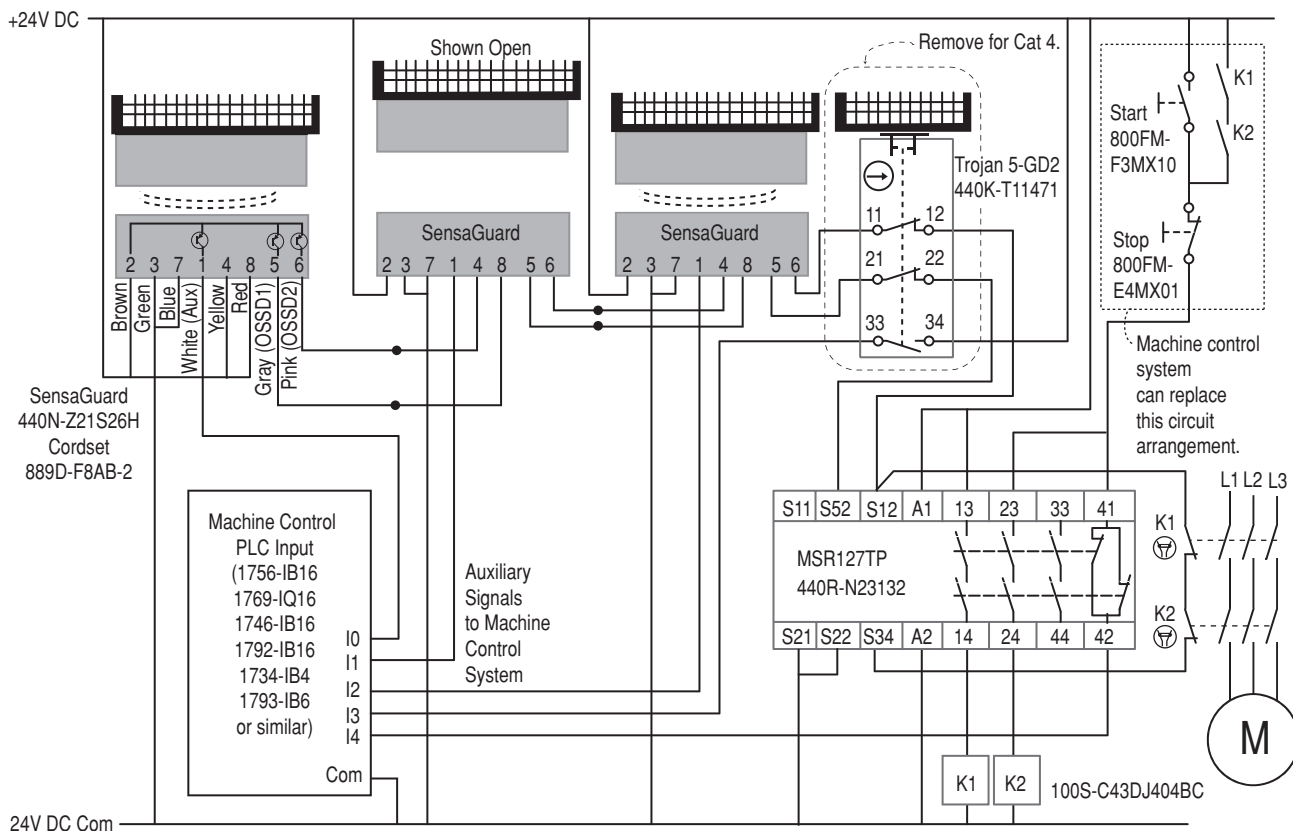 +24V DC
Shown Open
Remove for Cat 4.
Start
800FM-
F3MX10
K1
K2
Trojan 5-GD2
440K-T11471
Stop
800FM-
E4MX01
Machine control
system
can replace
this circuit
arrangement.
2 3 7 1 4 8 5 6
Brown
Green
Blue
White (Aux)
Yellow
Red
Gray (OSSD1)
Pink (OSSD2)
SensaGuard
2 3 7 1 4 8 5 6
SensaGuard
2 3 7 1 4 8 5 6
11 12
21 22
33 34
SensaGuard
440N-Z21S26H
Cordset
889D-F8AB-2
Machine Control
PLC Input
(1756-IB16
1769-IQ16
1746-IB16
1792-IB16
1734-IB4
1793-IB6
or similar)
I0
I1
I2
I3
I4
Com
Auxiliary
Signals
to Machine
Control
System
S11 S52 S12 A1 13 23 33 41
MSR127TP
440R-N23132
S21 S22 S34 A2 14 24 44 42
K1
K2
L1 L2 L3
M
K1 K2
100S-C43DJ404BC
24V DC Com